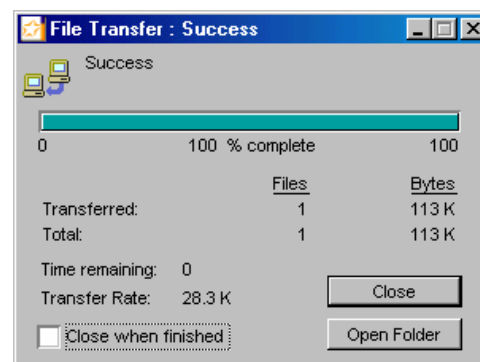 File Transfer : Success
Success
0 100 % complete 100
Files Bytes
Transferred: 1 113 K
Total: 1 113 K
Time remaining: 0
Transfer Rate: 28.3 K
Close
Close when finished
Open Folder